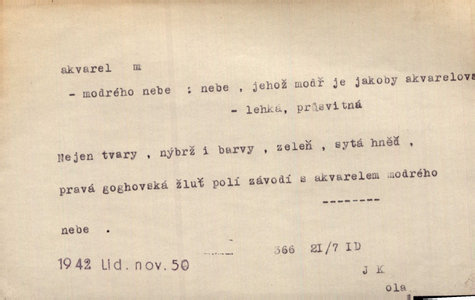 akvarel m
- modrého nebe : nebe , jehož modř je jakoby akvarelova
- lehká, průsvitná
Nejen tvary , nýbrž i barvy , zeleň , sytá hněď ,
pravá goghovská žluť polí závodí s akvarelem modrého
--------
nebe .
1942 Lid. nov. 50
366 21/7 ID
J K
ola